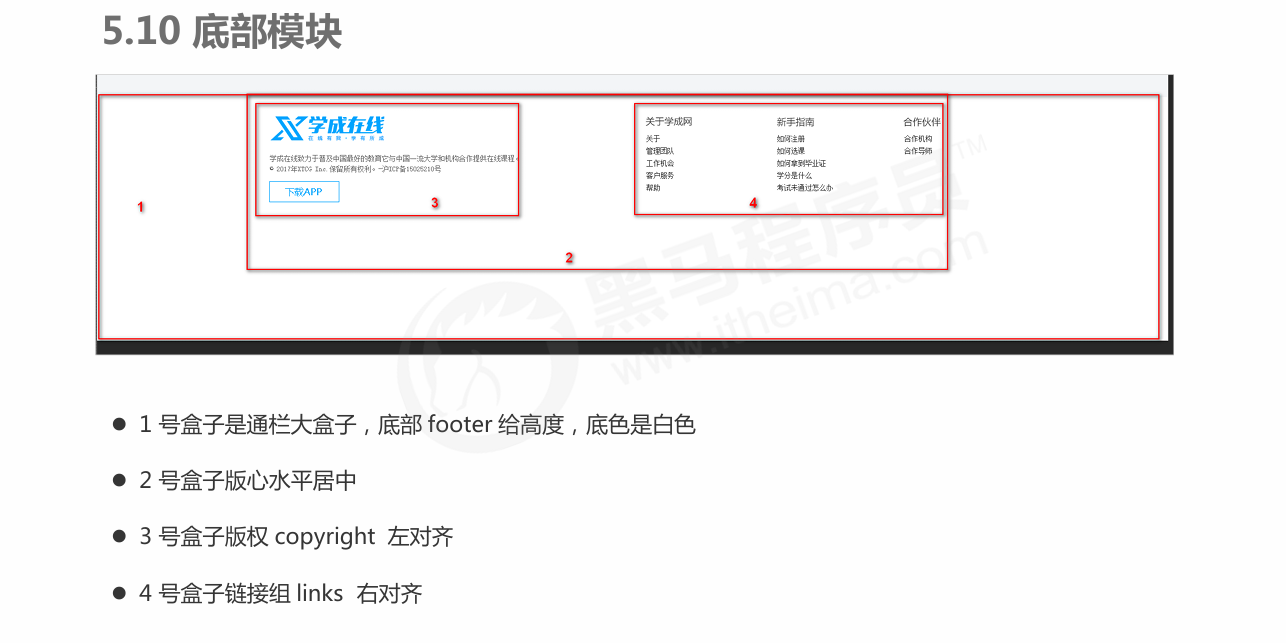 5.10 底部模块
学成在线
在线有树·学有所成
学成在线致力于普及中国最好的教育它与中国一流大学和机构合作提供在线课程。
© 2017年XTCG Inc.保留所有权利。-沪ICP备15025210号
下载APP
关于学成网
关于
管理团队
工作机会
客户服务
帮助
新手指南
如何注册
如何选课
如何拿到毕业证
学分是什么
考试未通过怎么办
合作伙伴
合作机构
合作导师
1
3
4
2
黑马程序员TM
www.itheima.com
● 1 号盒子是通栏大盒子，底部 footer 给高度，底色是白色
● 2 号盒子版心水平居中
● 3 号盒子版权 copyright 左对齐
● 4 号盒子链接组 links 右对齐